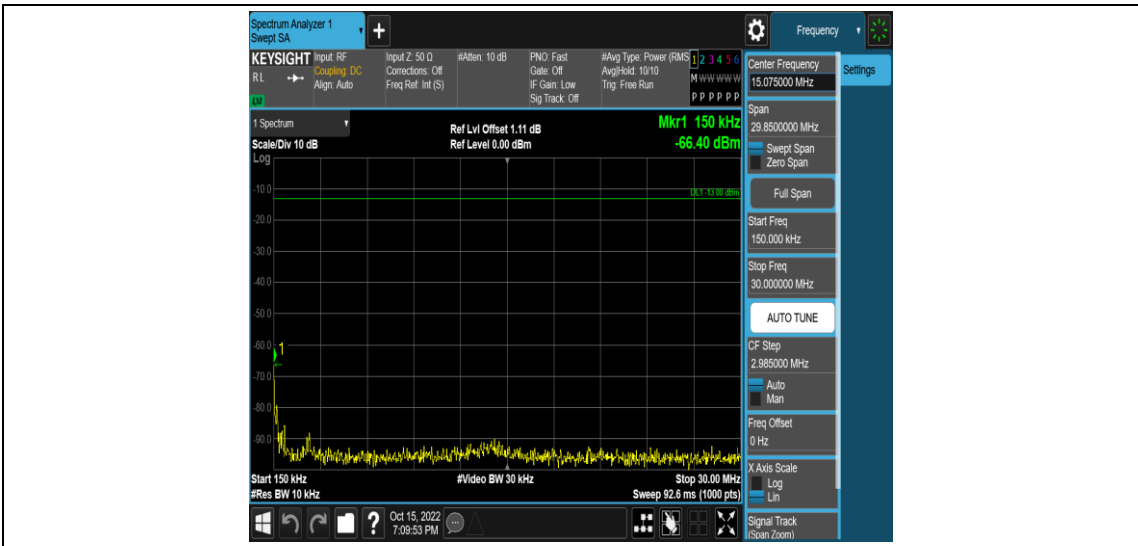 Spectrum Analyzer 1
Swept SA
+
Frequency
KEYSIGHT
RL
LXI
Input: RF
Coupling: DC
Align: Auto
Input Z: 50 Ω
Corrections: Off
Freq Ref: Int (S)
#Atten: 10 dB
PNO: Fast
Gate: Off
IF Gain: Low
Sig Track: Off
#Avg Type: Power (RMS
Avg|Hold: 10/10
Trig: Free Run
1 2 3 4 5 6
M W W W W W
P P P P P P
1 Spectrum
Scale/Div 10 dB
Log
Ref Lvl Offset 1.11 dB
Ref Level 0.00 dBm
Mkr1 150 kHz
-66.40 dBm
DL1 -13.00 dBm
-10.0
-20.0
-30.0
-40.0
-50.0
-60.0
1
-70.0
-80.0
-90.0
Start 150 kHz
#Res BW 10 kHz
#Video BW 30 kHz
Stop 30.00 MHz
Sweep 92.6 ms (1000 pts)
Center Frequency
15.075000 MHz
Settings
Span
29.8500000 MHz
Swept Span
Zero Span
Full Span
Start Freq
150.000 kHz
Stop Freq
30.000000 MHz
AUTO TUNE
CF Step
2.985000 MHz
Auto
Man
Freq Offset
0 Hz
X Axis Scale
Log
Lin
Signal Track
(Span Zoom)
?
Oct 15, 2022
7:09:53 PM